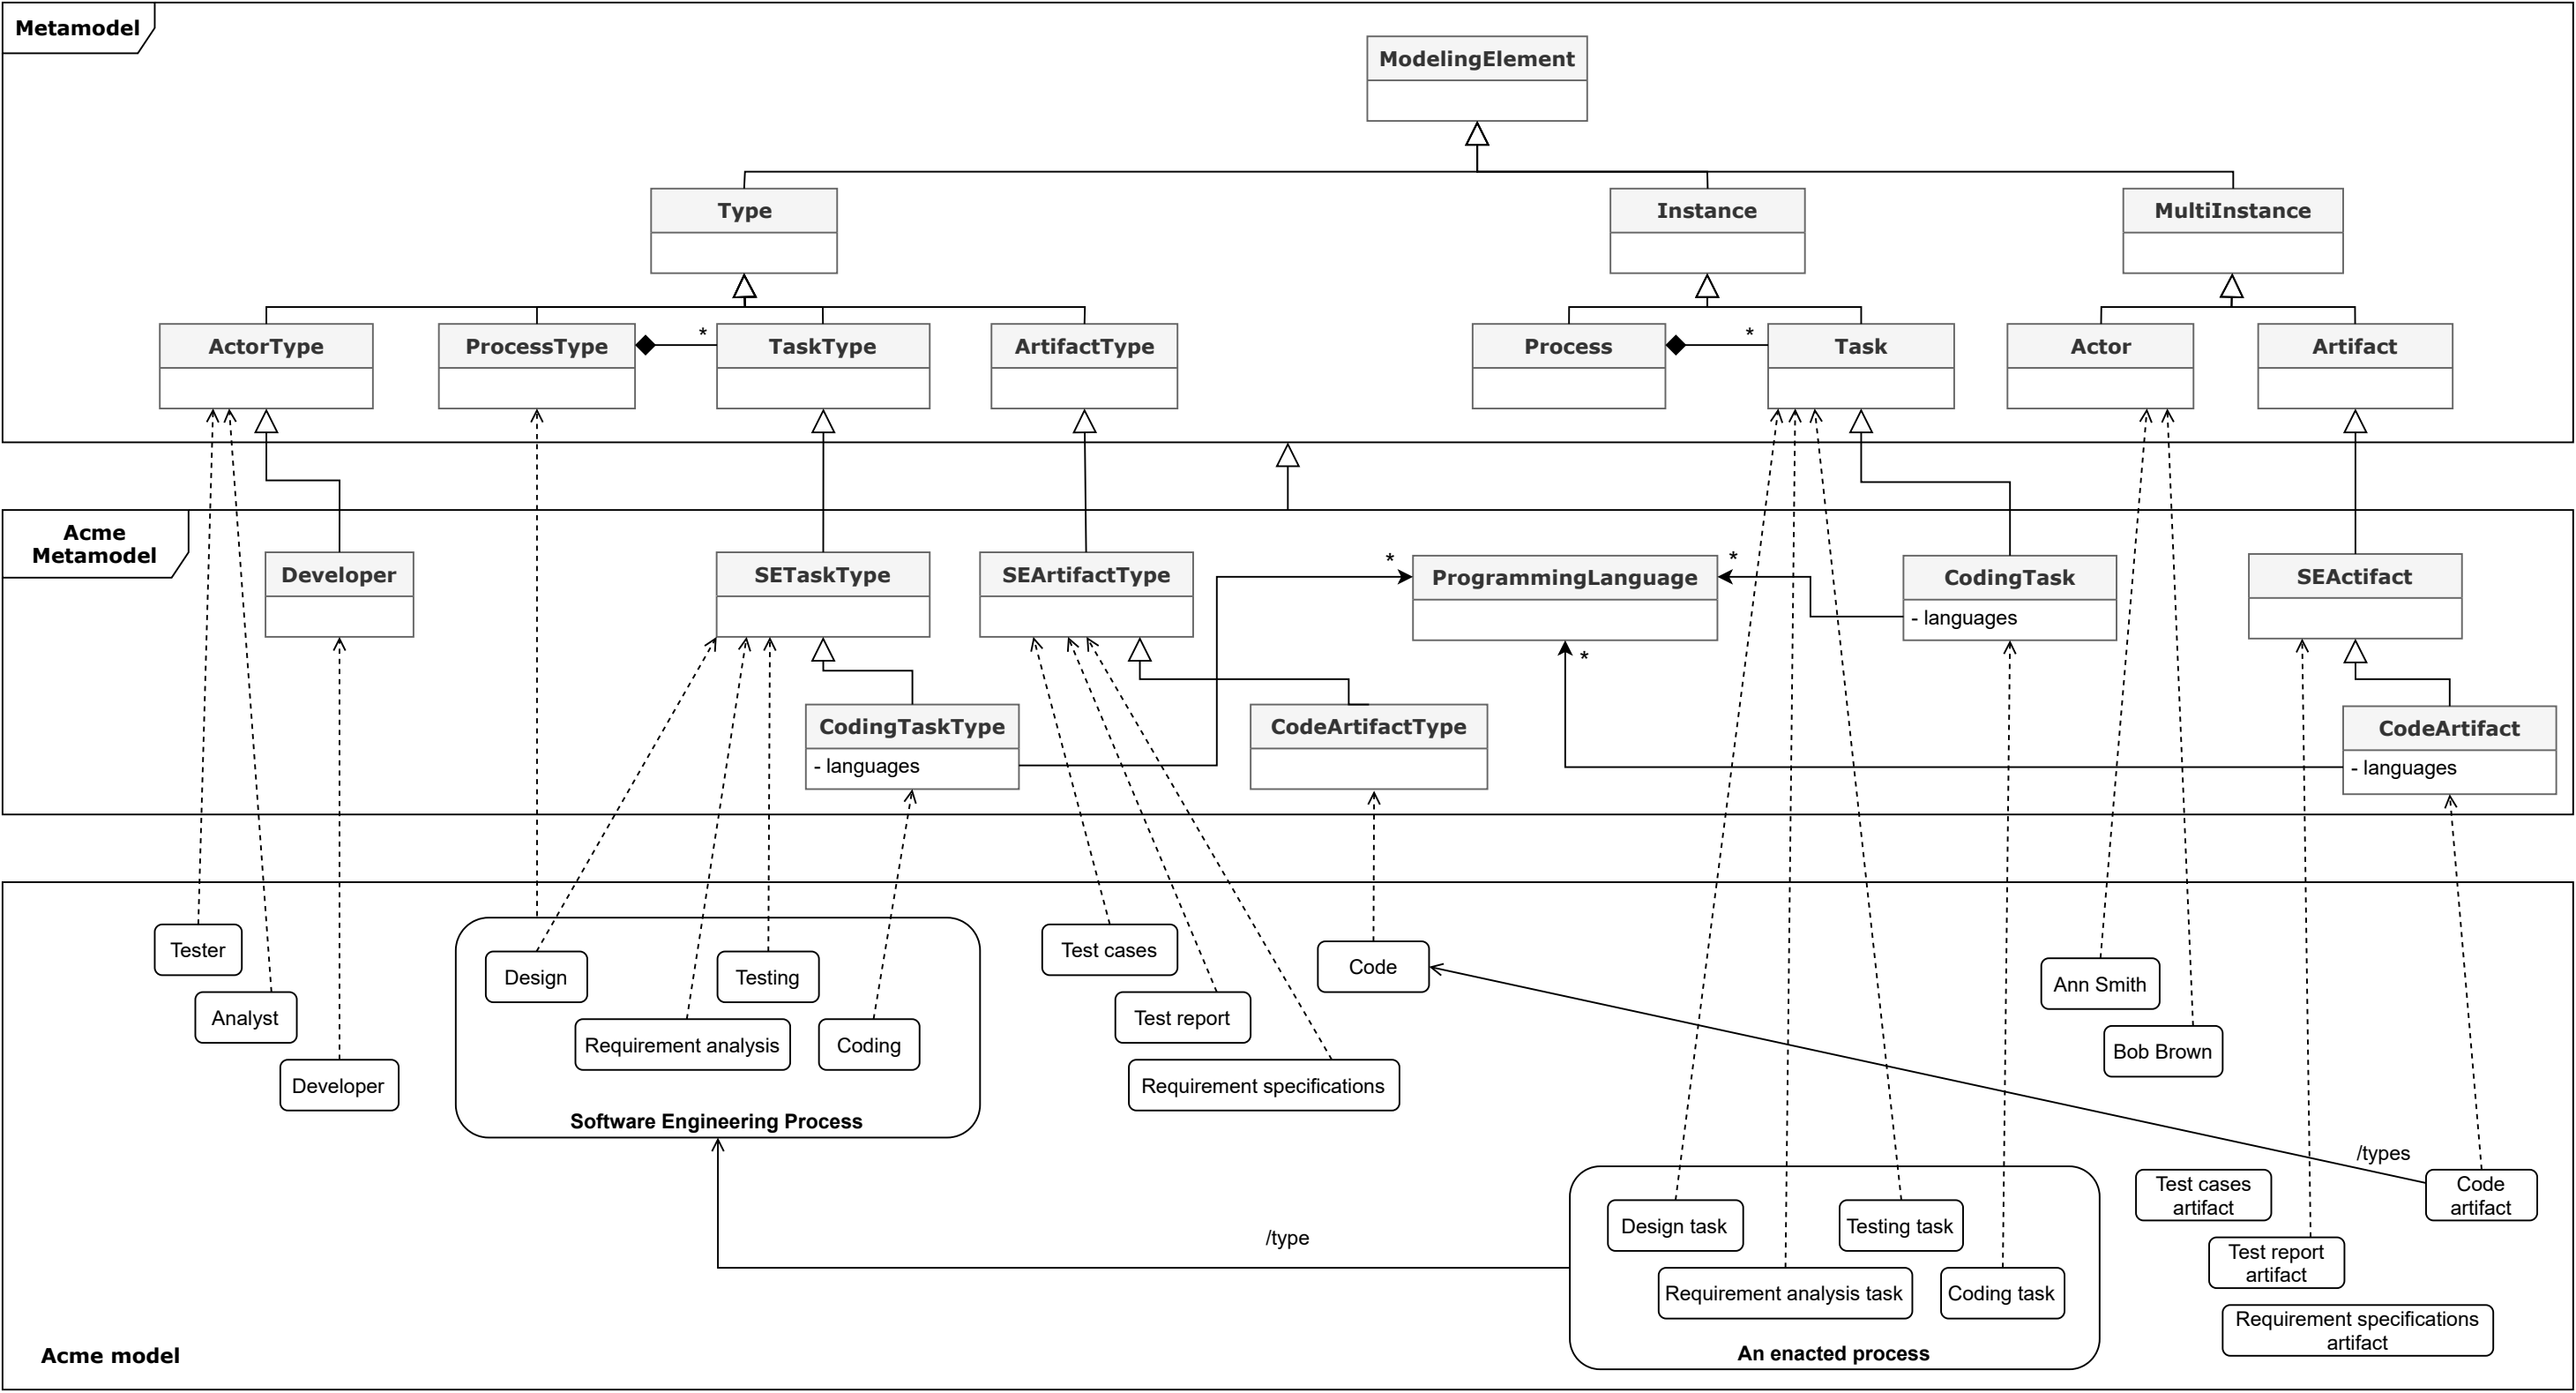 Metamodel
ModelingElement
Type
Instance
MultiInstance
ActorType
ProcessType
*
TaskType
ArtifactType
Process
*
Task
Actor
Artifact
Acme
Metamodel
Developer
SETaskType
SEArtifactType
*
ProgrammingLanguage
*
CodingTask
- languages
SEActifact
*
CodingTaskType
- languages
CodeArtifactType
CodeArtifact
- languages
Tester
Analyst
Developer
Design
Testing
Requirement analysis
Coding
Software Engineering Process
Test cases
Test report
Requirement specifications
Code
Ann Smith
Bob Brown
/types
/type
Design task
Testing task
Requirement analysis task
Coding task
An enacted process
Test cases
artifact
Code
artifact
Test report
artifact
Requirement specifications
artifact
Acme model